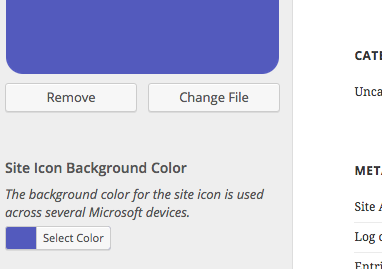 Remove
Change File
Site Icon Background Color
The background color for the site icon is used
across several Microsoft devices.
Select Color
CATE
Unca
META
Site A
Log o
Entri